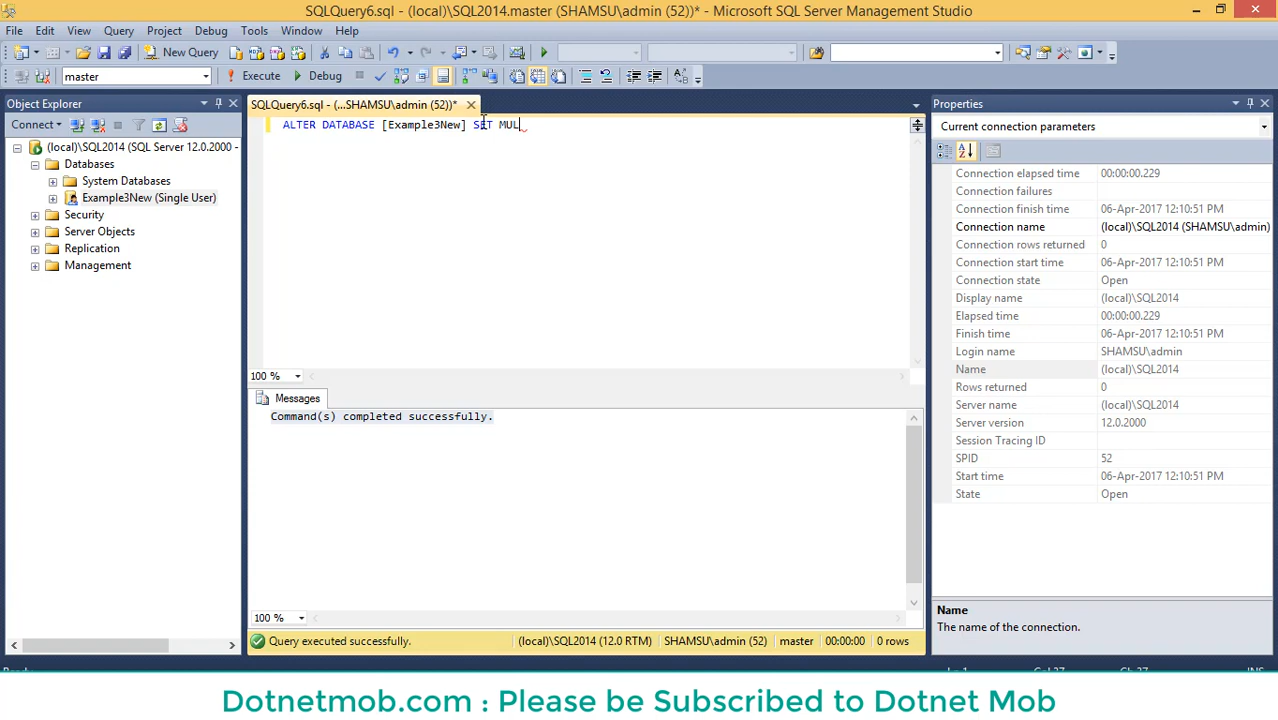 SQLQuery6.sql - (local)\SQL2014.master (SHAMSU\admin (52))* - Microsoft SQL Server Management Studio
File Edit View Query Project Debug Tools Window Help
New Query
master Execute Debug
Object Explorer
Connect
(local)\SQL2014 (SQL Server 12.0.2000 -
Databases
System Databases
Example3New (Single User)
Security
Server Objects
Replication
Management
SQLQuery6.sql - (...SHAMSU\admin (52))*
ALTER DATABASE [Example3New] SET MUL
100 %
Messages
Command(s) completed successfully.
100 %
Query executed successfully. (local)\SQL2014 (12.0 RTM) SHAMSU\admin (52) master 00:00:00 0 rows
Properties
Current connection parameters
Connection elapsed time 00:00:00.229
Connection failures
Connection finish time 06-Apr-2017 12:10:51 PM
Connection name (local)\SQL2014 (SHAMSU\admin)
Connection rows returned 0
Connection start time 06-Apr-2017 12:10:51 PM
Connection state Open
Display name (local)\SQL2014
Elapsed time 00:00:00.229
Finish time 06-Apr-2017 12:10:51 PM
Login name SHAMSU\admin
Name (local)\SQL2014
Rows returned 0
Server name (local)\SQL2014
Server version 12.0.2000
Session Tracing ID
SPID 52
Start time 06-Apr-2017 12:10:51 PM
State Open
Name
The name of the connection.
Dotnetmob.com : Please be Subscribed to Dotnet Mob